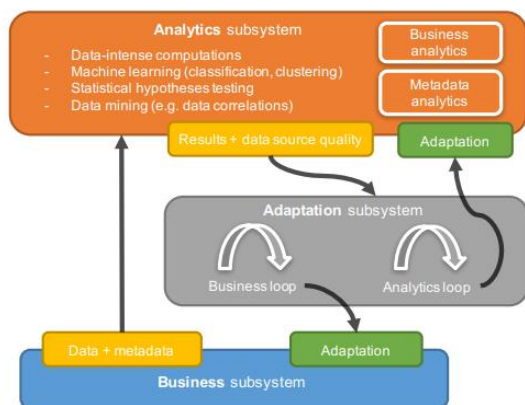 Analytics subsystem
- Data-intense computations
- Machine learning (classification, clustering)
- Statistical hypotheses testing
- Data mining (e.g. data correlations)
Business
analytics
Metadata
analytics
Results + data source quality
Adaptation
Adaptation subsystem
Business loop
Analytics loop
Data + metadata
Adaptation
Business subsystem